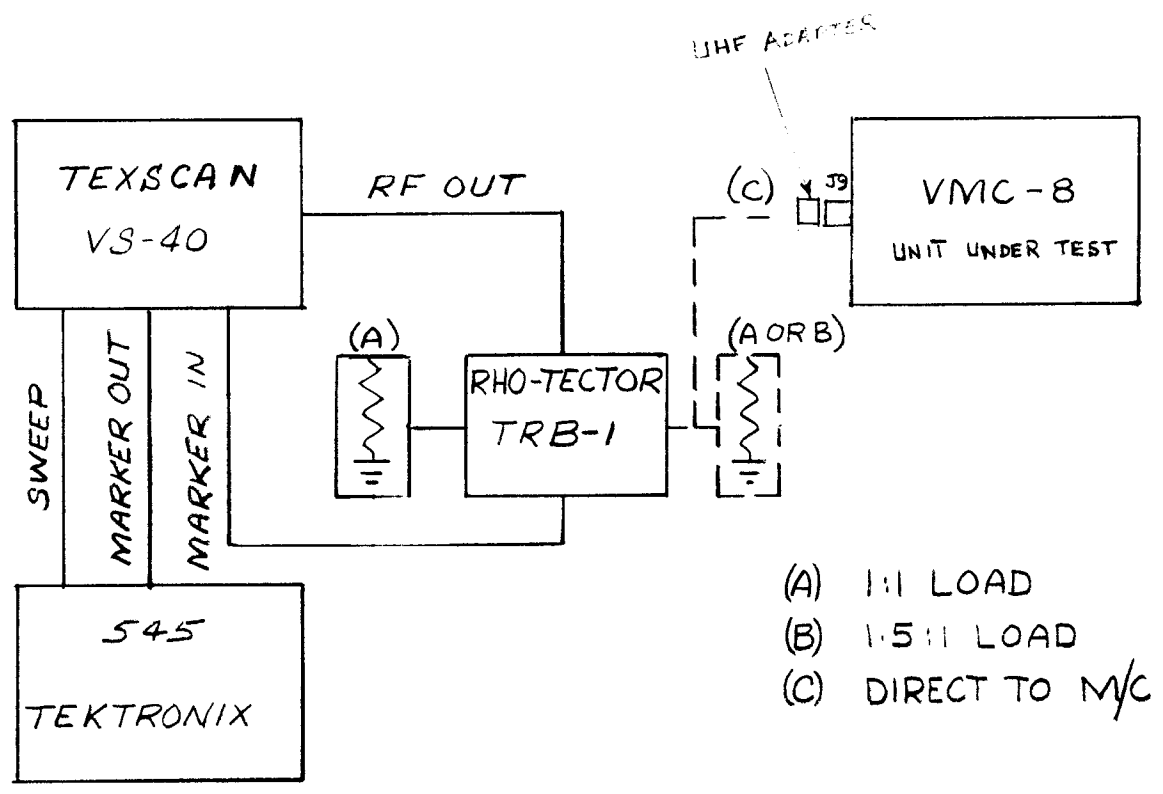 UHF ADAPTER
TEXSCAN
VS-40
RF OUT
(C)
J9
VMC-8
UNIT UNDER TEST
SWEEP
MARKER OUT
MARKER IN
(A)
RHO-TECTOR
TRB-1
(A OR B)
545
TEKTRONIX
(A) 1:1 LOAD
(B) 1.5:1 LOAD
(C) DIRECT TO M/C